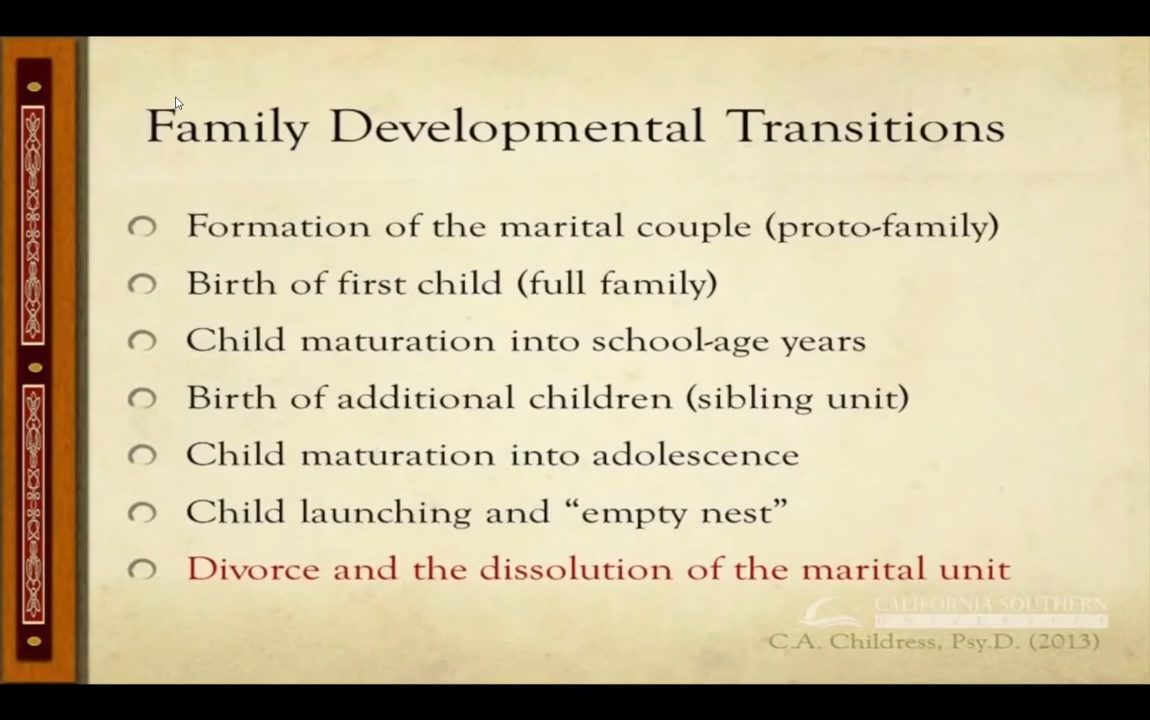 Family Developmental Transitions
Formation of the marital couple (proto-family)
Birth of first child (full family)
Child maturation into school-age years
Birth of additional children (sibling unit)
Child maturation into adolescence
Child launching and “empty nest”
Divorce and the dissolution of the marital unit
CALIFORNIA SOUTHERN
UNIVERSITY
C.A. Childress, Psy.D. (2013)